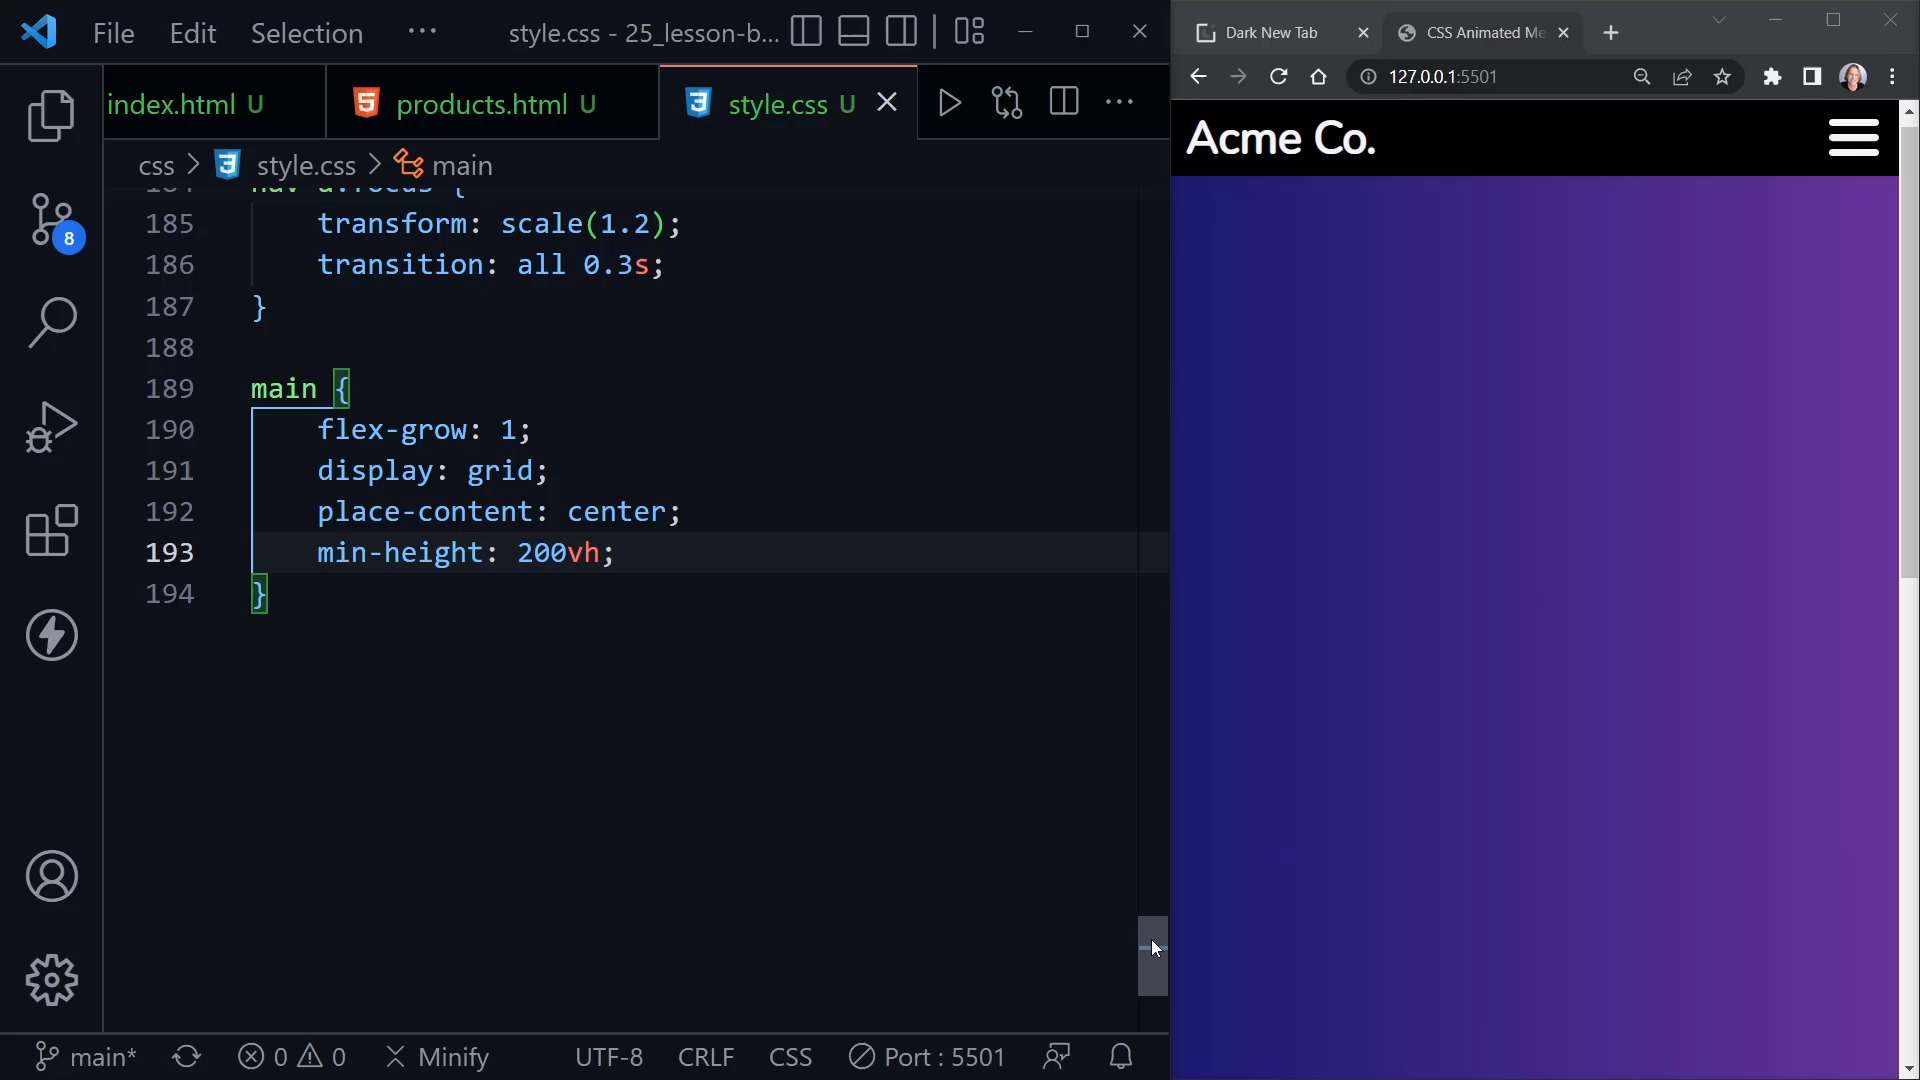 File Edit Selection ··· style.css - 25_lesson-b...
index.html U products.html U style.css U
css > style.css > main
184 nav a:focus {
185 transform: scale(1.2);
186 transition: all 0.3s;
187 }
188
189 main {
190 flex-grow: 1;
191 display: grid;
192 place-content: center;
193 min-height: 200vh;
194 }
8
main* 0 0 Minify UTF-8 CRLF CSS Port : 5501
Dark New Tab CSS Animated Me
127.0.0.1:5501
Acme Co.